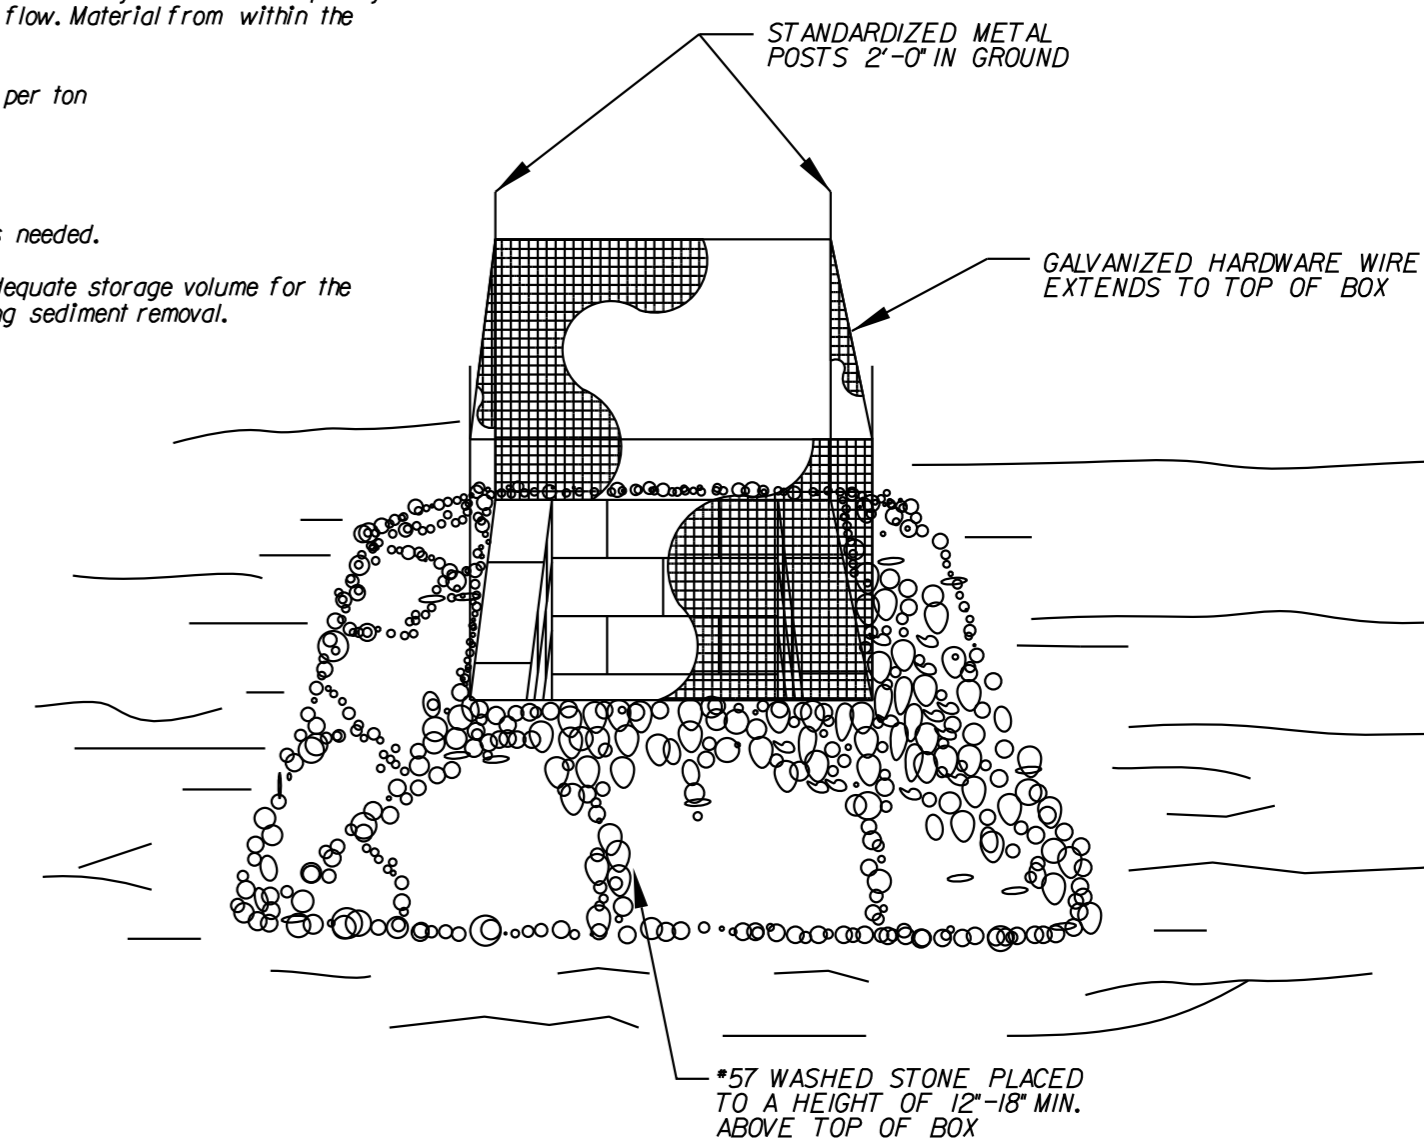 flow. Material from within the
per ton
needed.
equate storage volume for the
sediment removal.
STANDARDIZED METAL
POSTS 2'-0" IN GROUND
GALVANIZED HARDWARE WIRE
EXTENDS TO TOP OF BOX
#57 WASHED STONE PLACED
TO A HEIGHT OF 12"-18" MIN.
ABOVE TOP OF BOX